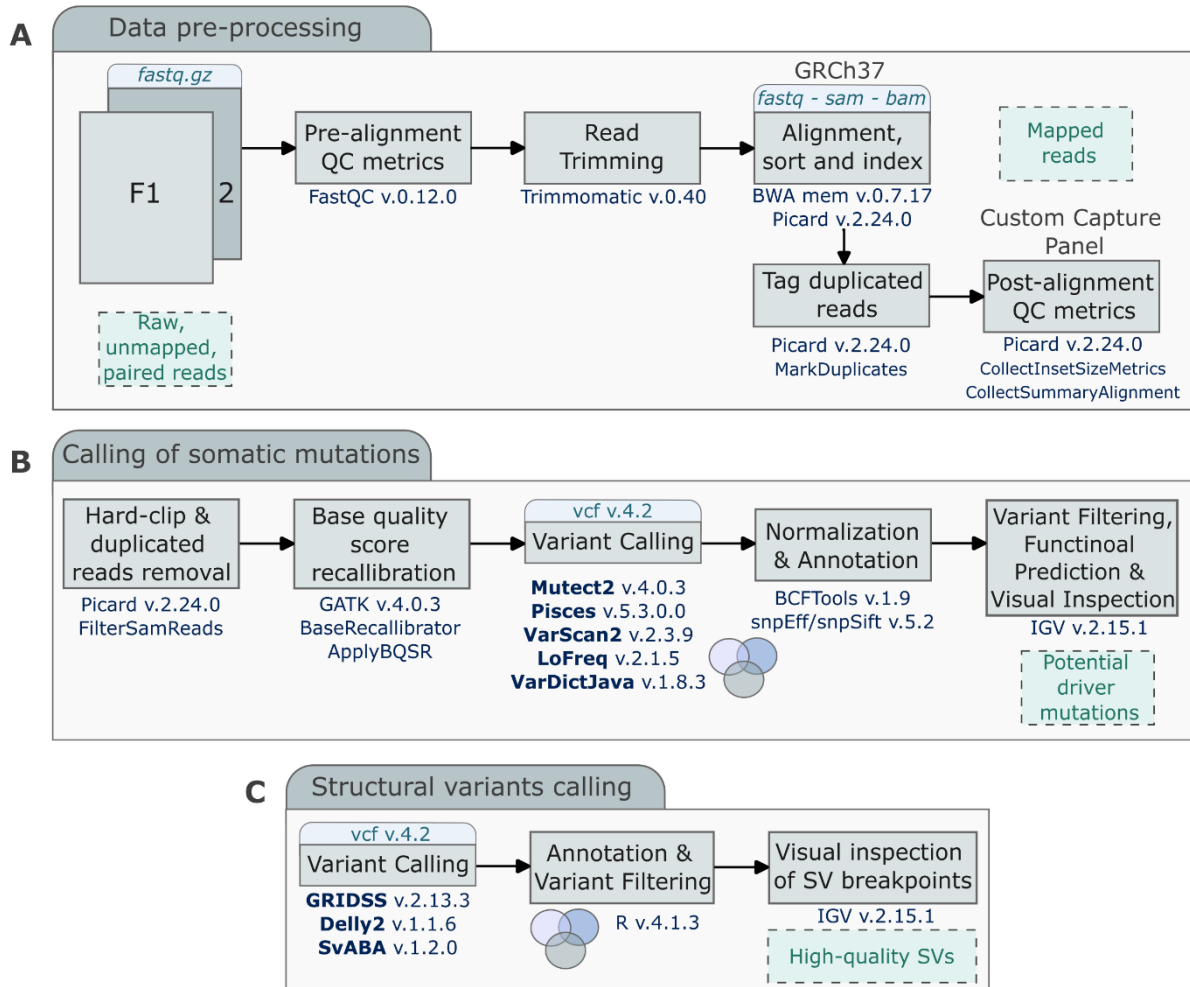 A
Data pre-processing
fastq.gz
F1
2
Raw,
unmapped,
paired reads
Pre-alignment
QC metrics
FastQC v.0.12.0
Read
Trimming
Trimmomatic v.0.40
GRCh37
fastq - sam - bam
Alignment,
sort and index
BWA mem v.0.7.17
Picard v.2.24.0
Mapped
reads
Tag duplicated
reads
Picard v.2.24.0
MarkDuplicates
Custom Capture
Panel
Post-alignment
QC metrics
Picard v.2.24.0
CollectInsetSizeMetrics
CollectSummaryAlignment
B
Calling of somatic mutations
Hard-clip &
duplicated
reads removal
Picard v.2.24.0
FilterSamReads
Base quality
score
recallibration
GATK v.4.0.3
BaseRecallibrator
ApplyBQSR
vcf v.4.2
Variant Calling
Mutect2 v.4.0.3
Pisces v.5.3.0.0
VarScan2 v.2.3.9
LoFreq v.2.1.5
VarDictJava v.1.8.3
Normalization
& Annotation
BCFTools v.1.9
snpEff/snpSift v.5.2
Variant Filtering,
Functinoal
Prediction &
Visual Inspection
IGV v.2.15.1
Potential
driver
mutations
C
Structural variants calling
vcf v.4.2
Variant Calling
GRIDSS v.2.13.3
Delly2 v.1.1.6
SvABA v.1.2.0
Annotation &
Variant Filtering
R v.4.1.3
Visual inspection
of SV breakpoints
IGV v.2.15.1
High-quality SVs